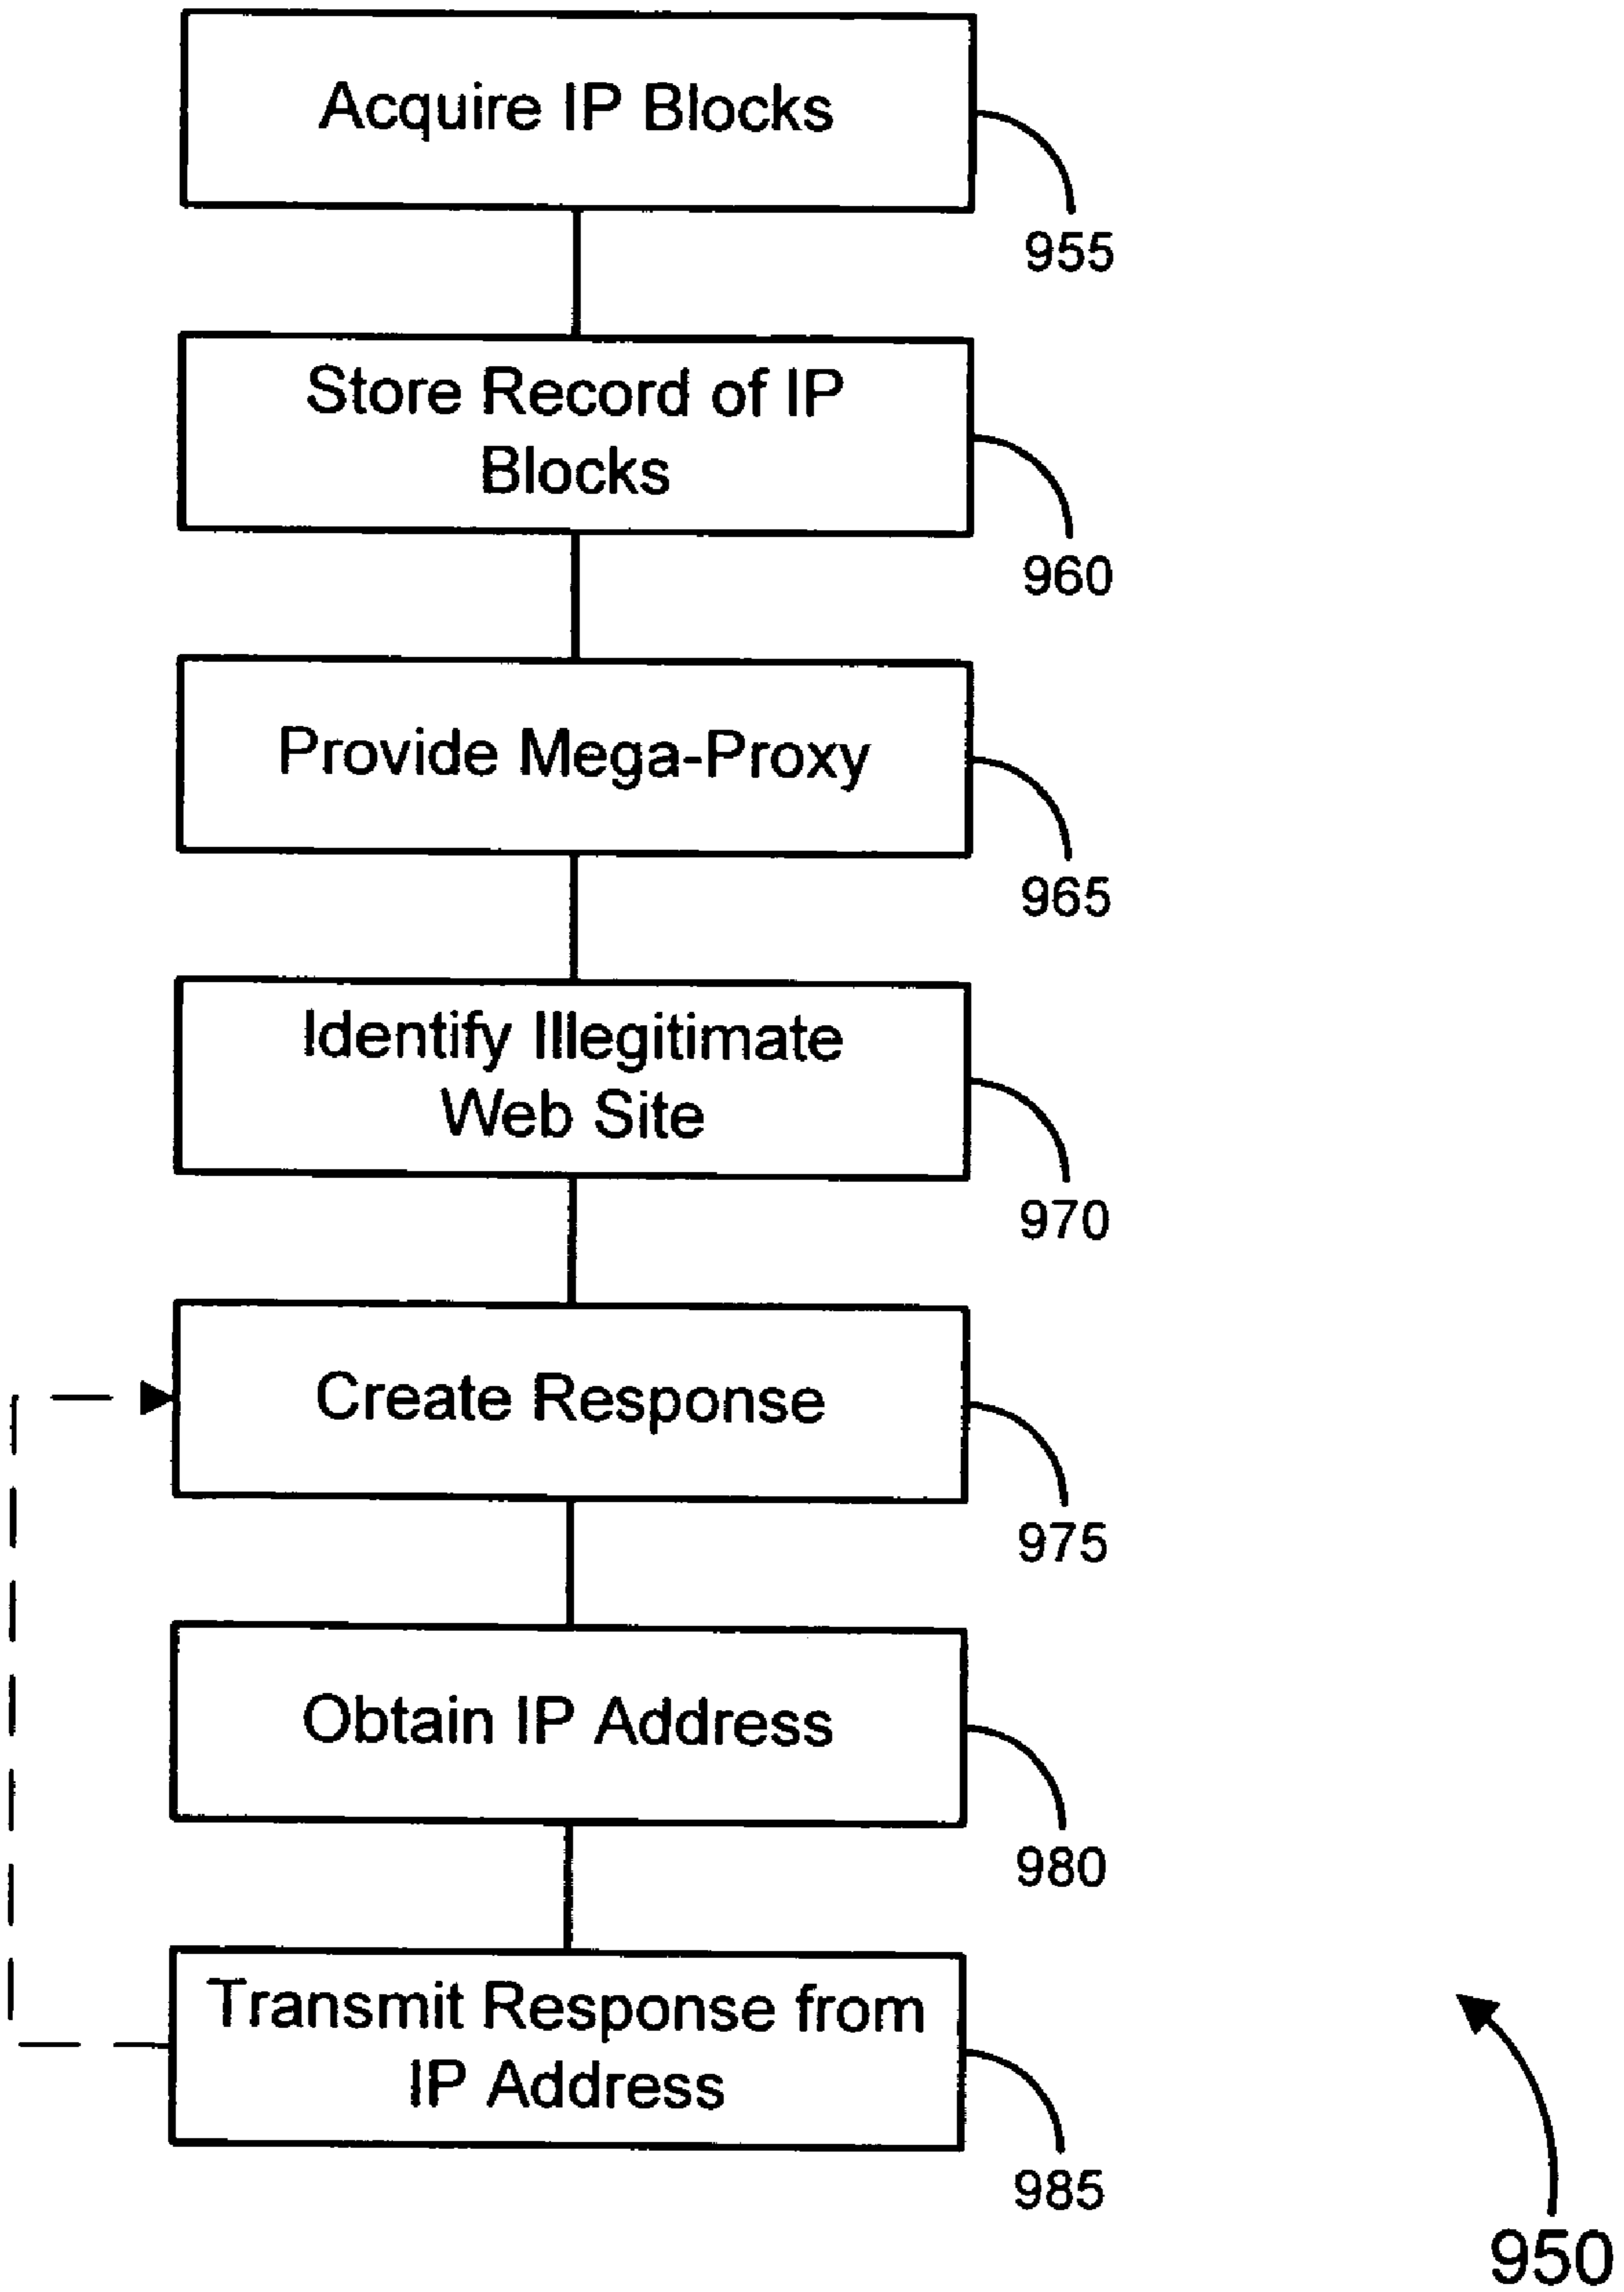 Acquire IP Blocks
955
Store Record of IP
Blocks
960
Provide Mega-Proxy
965
Identify Illegitimate
Web Site
970
Create Response
975
Obtain IP Address
980
Transmit Response from
IP Address
985
950